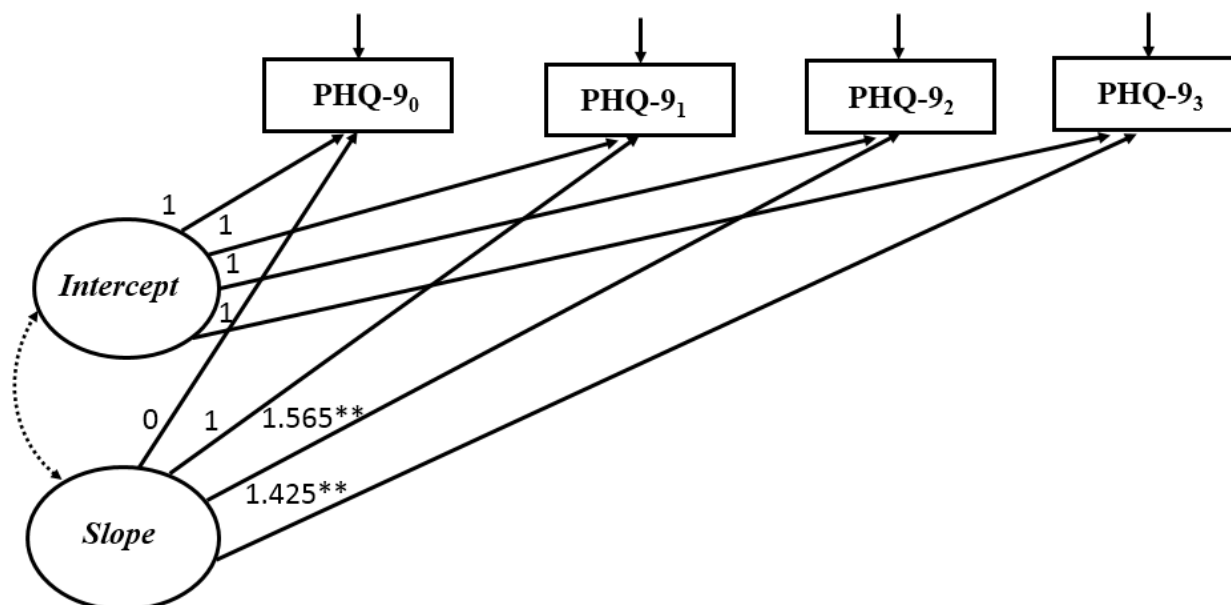 PHQ-9₀
PHQ-9₁
PHQ-9₂
PHQ-9₃
1
1
1
1
Intercept
0
1
1.565**
1.425**
Slope